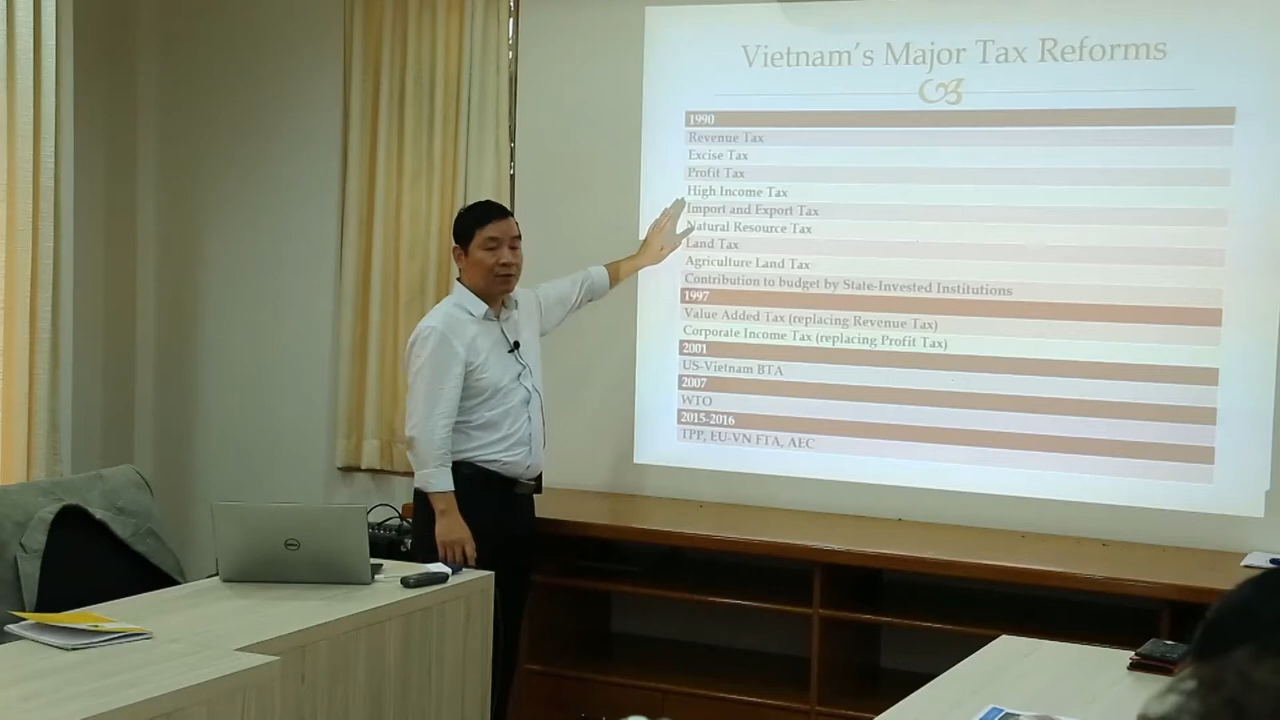 Vietnam's Major Tax Reforms
1990
Revenue Tax
Excise Tax
Profit Tax
High Income Tax
Import and Export Tax
Natural Resource Tax
Land Tax
Agriculture Land Tax
Contribution to budget by State-Invested Institutions
1997
Value Added Tax (replacing Revenue Tax)
Corporate Income Tax (replacing Profit Tax)
2001
US-Vietnam BTA
2007
WTO
2015-2016
TPP, EU-VN FTA, AEC
DELL